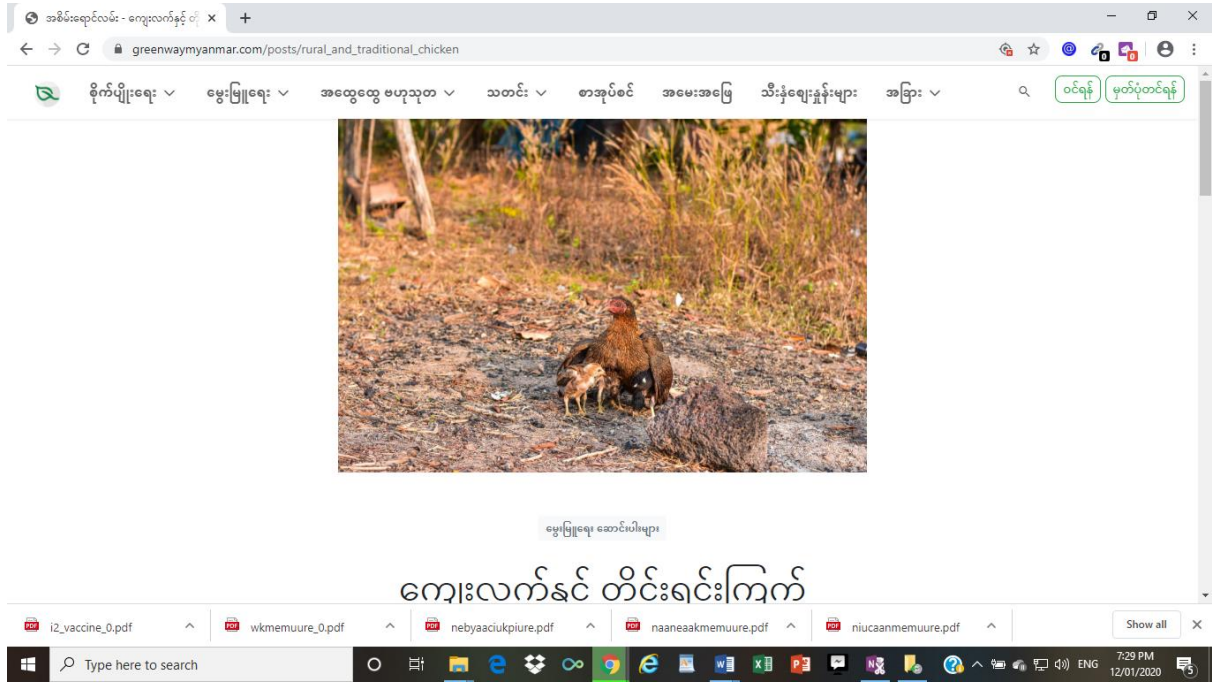 အစိမ်းရောင်လမ်း - ကျေးလက်နှင့် တိ
greenwaymyanmar.com/posts/rural_and_traditional_chicken
စိုက်ပျိုးရေး မွေးမြူရေး အထွေထွေ ဗဟုသုတ သတင်း စာအုပ်စင် အမေးအဖြေ သီးနှံဈေးနှုန်းများ အခြား ဝင်ရန် မှတ်ပုံတင်ရန်
မွေးမြူရေး ဆောင်းပါးများ
ကျေးလက်နှင့် တိုင်းရင်းကြက်
i2_vaccine_0.pdf wkmemuure_0.pdf nebyaaciukpiure.pdf naaneaakmemuure.pdf niucaanmemuure.pdf Show all
Type here to search ENG 7:29 PM
12/01/2020